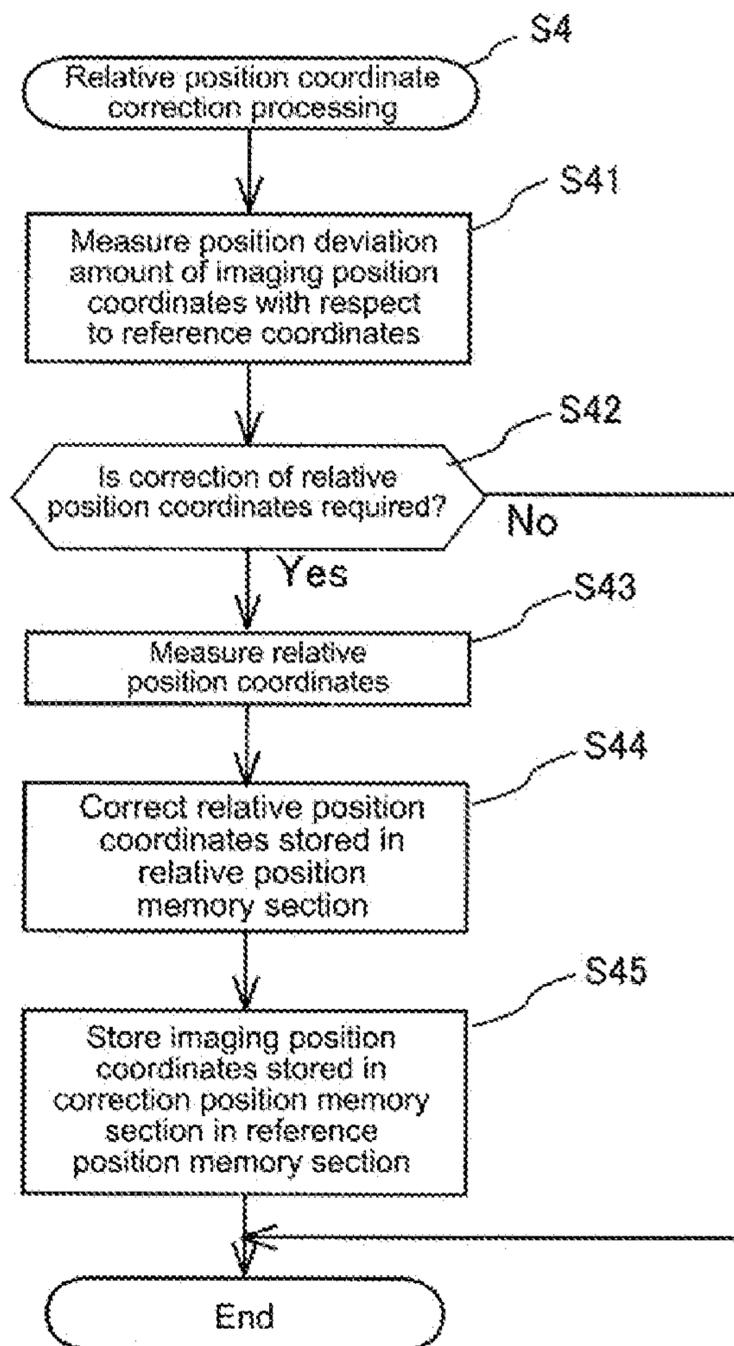 S4
Relative position coordinate
correction processing
S41
Measure position deviation
amount of imaging position
coordinates with respect
to reference coordinates
S42
Is correction of relative
position coordinates required?
No
Yes
S43
Measure relative
position coordinates
S44
Correct relative position
coordinates stored in
relative position
memory section
S45
Store imaging position
coordinates stored in
correction position memory
section in reference
position memory section
End